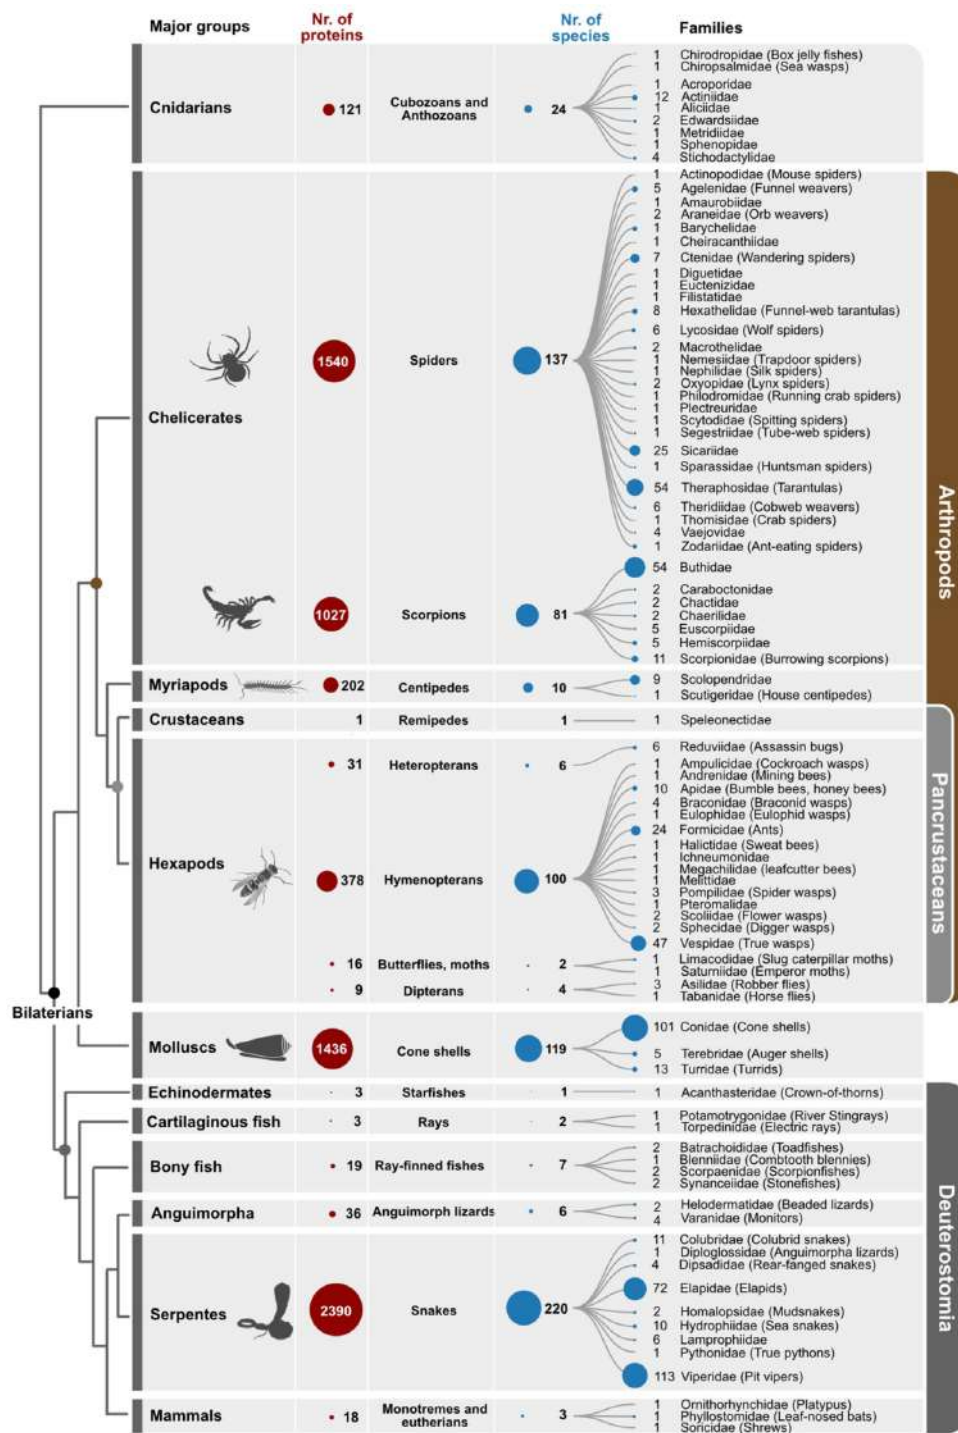 Major groups
Nr. of
proteins
Nr. of
species
Families
Cnidarians
121
Cubozoans and
Anthozoans
24
1 Chirodropidae (Box jelly fishes)
1 Chiropsalmidae (Sea wasps)
1 Acroporidae
12 Actiniidae
1 Aliciidae
2 Edwardsiidae
1 Metridiidae
1 Sphenopidae
4 Stichodactylidae
Chelicerates
1540
Spiders
137
1 Actinopodidae (Mouse spiders)
5 Agelenidae (Funnel weavers)
1 Amaurobiidae
2 Araneidae (Orb weavers)
1 Barychelidae
1 Cheiracanthiidae
7 Ctenidae (Wandering spiders)
1 Diguetidae
1 Euctenizidae
1 Filistatidae
8 Hexathelidae (Funnel-web tarantulas)
6 Lycosidae (Wolf spiders)
2 Macrothelidae
1 Nemesiidae (Trapdoor spiders)
1 Nephilidae (Silk spiders)
2 Oxyopidae (Lynx spiders)
1 Philodromidae (Running crab spiders)
1 Plectreuridae
1 Scytodidae (Spitting spiders)
1 Segestriidae (Tube-web spiders)
25 Sicariidae
1 Sparassidae (Huntsman spiders)
54 Theraphosidae (Tarantulas)
6 Theridiidae (Cobweb weavers)
1 Thomisidae (Crab spiders)
4 Vaejovidae
1 Zodariidae (Ant-eating spiders)
1027
Scorpions
81
54 Buthidae
2 Caraboctonidae
2 Chactidae
2 Chaerilidae
5 Euscorpiidae
5 Hemiscorpiidae
11 Scorpionidae (Burrowing scorpions)
Myriapods
202
Centipedes
10
9 Scolopendridae
1 Scutigeridae (House centipedes)
Crustaceans
1
Remipedes
1
1 Speleonectidae
Hexapods
31
Heteropterans
6
6 Reduviidae (Assassin bugs)
378
Hymenopterans
100
1 Ampulicidae (Cockroach wasps)
1 Andrenidae (Mining bees)
10 Apidae (Bumble bees, honey bees)
4 Braconidae (Braconid wasps)
1 Eulophidae (Eulophid wasps)
24 Formicidae (Ants)
1 Halictidae (Sweat bees)
1 Ichneumonidae
1 Megachilidae (leafcutter bees)
1 Melittidae
3 Pompilidae (Spider wasps)
1 Pteromalidae
2 Scoliidae (Flower wasps)
2 Sphecidae (Digger wasps)
47 Vespidae (True wasps)
16
Butterflies, moths
2
1 Limacodidae (Slug caterpillar moths)
1 Saturniidae (Emperor moths)
9
Dipterans
4
3 Asilidae (Robber flies)
1 Tabanidae (Horse flies)
Bilaterians
Molluscs
1436
Cone shells
119
101 Conidae (Cone shells)
5 Terebridae (Auger shells)
13 Turridae (Turrids)
Echinodermates
3
Starfishes
1
1 Acanthasteridae (Crown-of-thorns)
Cartilaginous fish
3
Rays
2
1 Potamotrygonidae (River Stingrays)
1 Torpedinidae (Electric rays)
Bony fish
19
Ray-finned fishes
7
2 Batrachoididae (Toadfishes)
1 Blenniidae (Combtooth blennies)
2 Scorpaenidae (Scorpionfishes)
2 Synanceiidae (Stonefishes)
Anguimorpha
36
Anguimorph lizards
6
2 Helodermatidae (Beaded lizards)
4 Varanidae (Monitors)
Serpentes
2390
Snakes
220
11 Colubridae (Colubrid snakes)
1 Diploglossidae (Anguimorpha lizards)
4 Dipsadidae (Rear-fanged snakes)
72 Elapidae (Elapids)
2 Homalopsidae (Mudsnakes)
10 Hydrophiidae (Sea snakes)
6 Lamprophiidae
1 Pythonidae (True pythons)
113 Viperidae (Pit vipers)
Mammals
18
Monotremes and
eutherians
3
1 Ornithorhynchidae (Platypus)
1 Phyllostomidae (Leaf-nosed bats)
1 Soricidae (Shrews)
Arthropods
Pancrustaceans
Deuterostomia